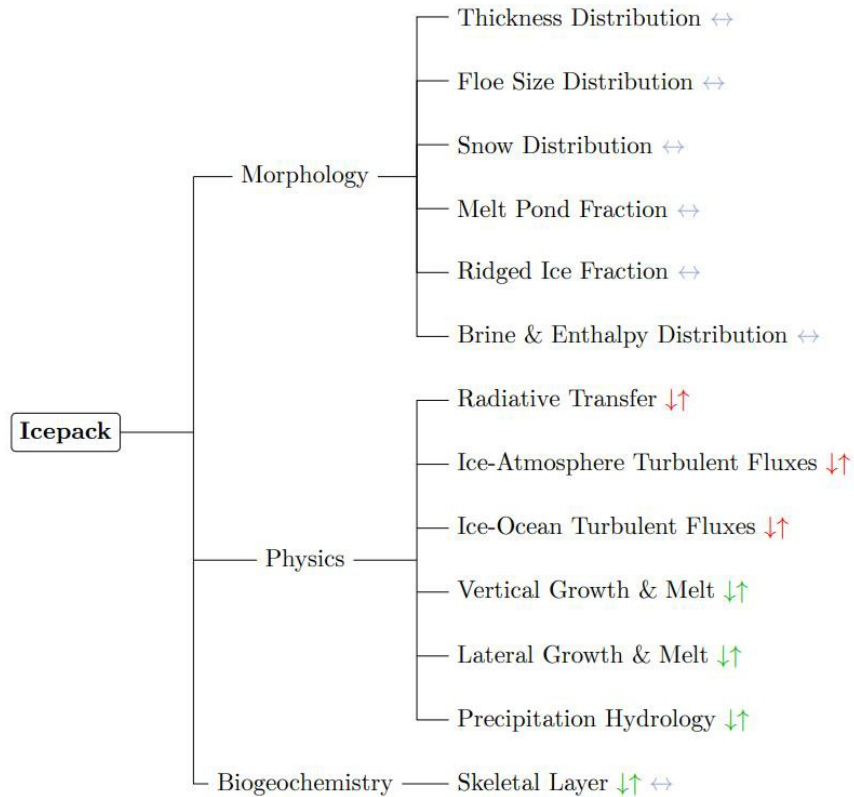 Thickness Distribution ↔
Floe Size Distribution ↔
Snow Distribution ↔
Morphology
Melt Pond Fraction ↔
Ridged Ice Fraction ↔
Brine & Enthalpy Distribution ↔
Radiative Transfer ↓↑
Icepack
Ice-Atmosphere Turbulent Fluxes ↓↑
Ice-Ocean Turbulent Fluxes ↓↑
Physics
Vertical Growth & Melt ↓↑
Lateral Growth & Melt ↓↑
Precipitation Hydrology ↓↑
Biogeochemistry
Skeletal Layer ↓↑ ↔